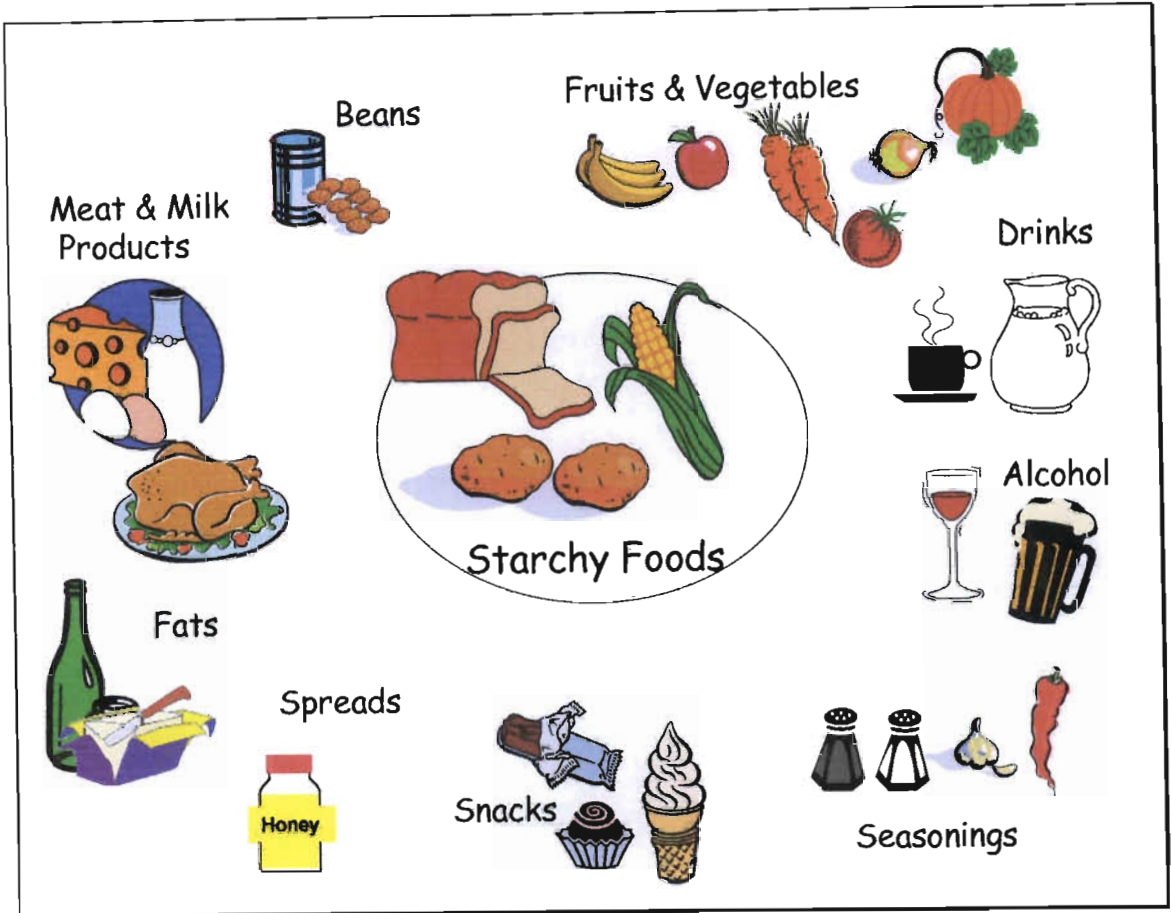 Beans
Fruits & Vegetables
Meat & Milk
Products
Drinks
Starchy Foods
Alcohol
Fats
Spreads
Honey
Snacks
Seasonings